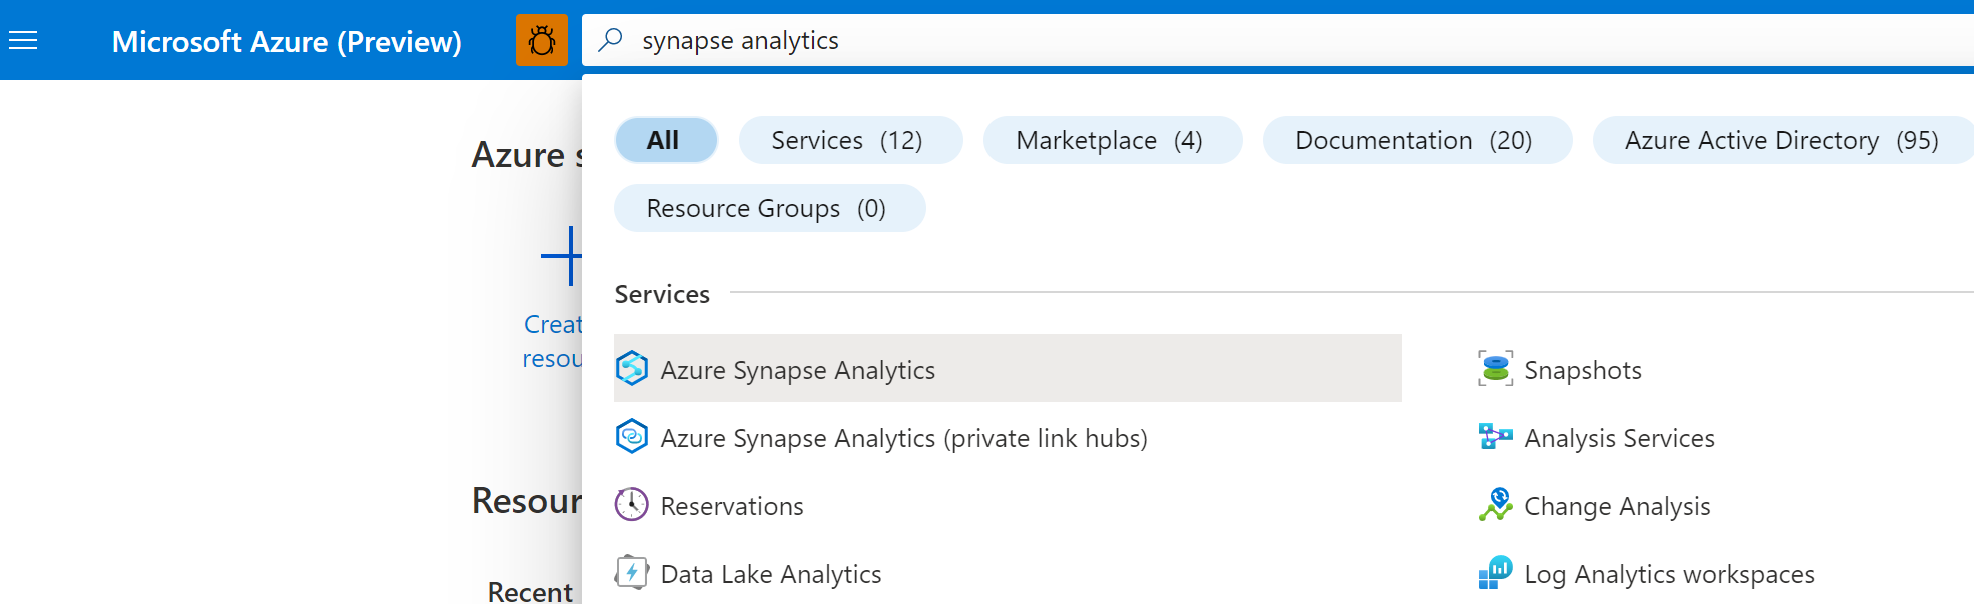 Microsoft Azure (Preview)
synapse analytics
All
Services (12)
Marketplace (4)
Documentation (20)
Azure Active Directory (95)
Resource Groups (0)
Azure s
Creat
resou
Resour
Recent
Services
Azure Synapse Analytics
Snapshots
Azure Synapse Analytics (private link hubs)
Analysis Services
Reservations
Change Analysis
Data Lake Analytics
Log Analytics workspaces